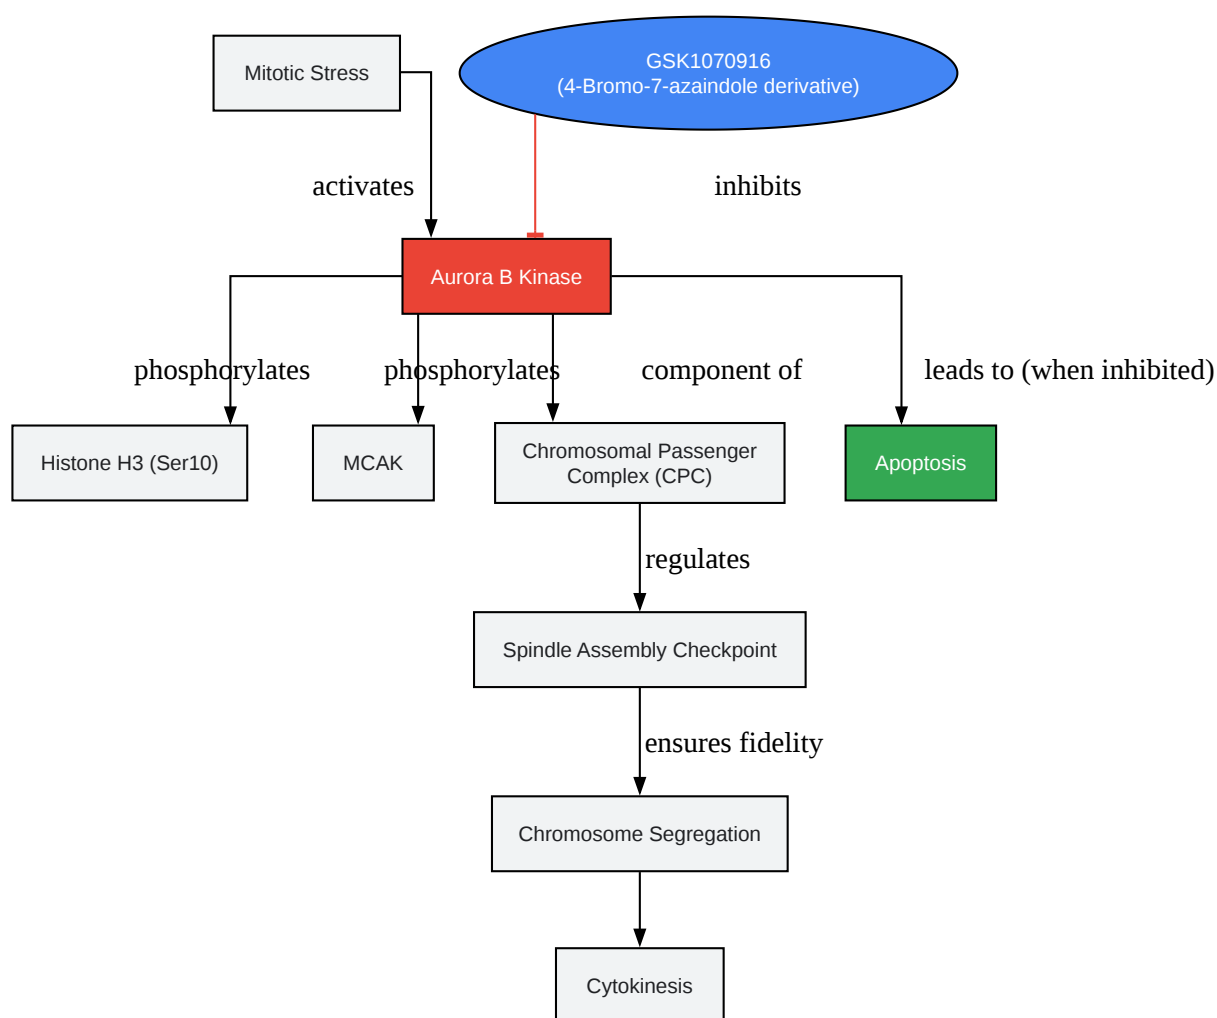 Mitotic Stress
GSK1070916
(4-Bromo-7-azaindole derivative)
activates
inhibits
Aurora B Kinase
phosphorylates
phosphorylates
component of
leads to (when inhibited)
Histone H3 (Ser10)
MCAK
Chromosomal Passenger
Complex (CPC)
Apoptosis
regulates
Spindle Assembly Checkpoint
ensures fidelity
Chromosome Segregation
Cytokinesis